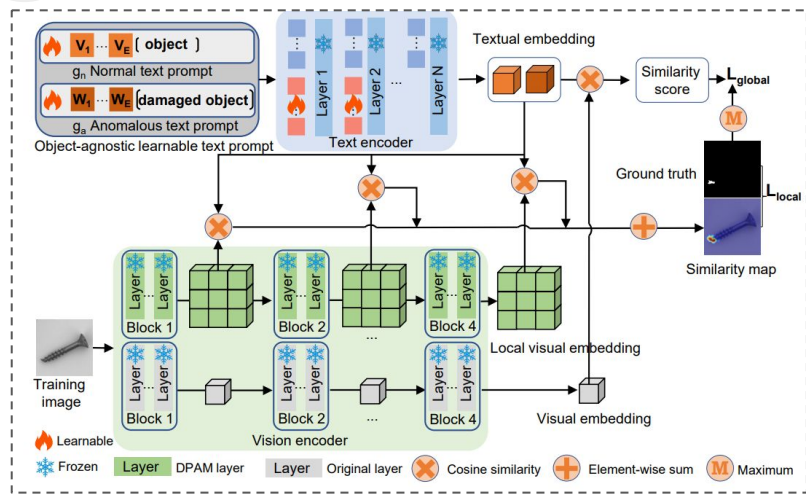 V1 ... VE [ object ]
gn Normal text prompt
W1 ... WE (damaged object)
ga Anomalous text prompt
Object-agnostic learnable text prompt
Layer 1
Layer 2
...
Layer N
Text encoder
Textual embedding
Similarity score
Lglobal
M
Ground truth
Llocal
Similarity map
Layer ... Layer
Block 1
Layer ... Layer
Block 2
...
Layer ... Layer
Block 4
Local visual embedding
Training image
Layer ... Layer
Block 1
Layer ... Layer
Block 2
...
Layer ... Layer
Block 4
Visual embedding
Vision encoder
Learnable
Frozen
Layer DPAM layer
Layer Original layer
Cosine similarity
Element-wise sum
M Maximum